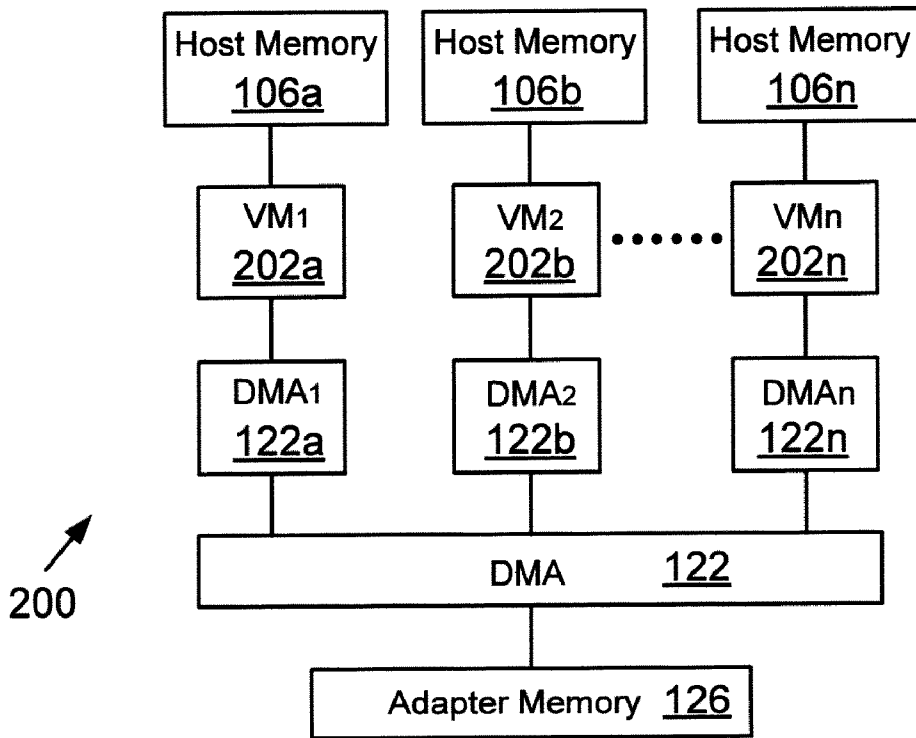 Host Memory
106a
Host Memory
106b
Host Memory
106n
VM1
202a
VM2
202b
VMn
202n
DMA1
122a
DMA2
122b
DMAn
122n
DMA 122
200
Adapter Memory 126